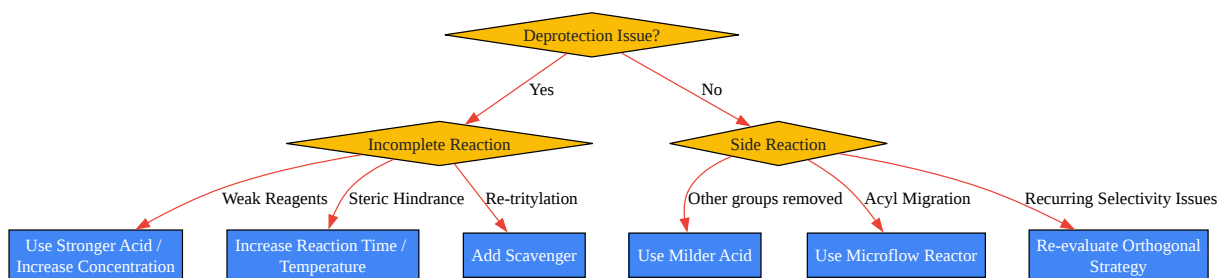 Deprotection Issue?
Yes
No
Incomplete Reaction
Side Reaction
Weak Reagents
Steric Hindrance
Re-tritylation
Other groups removed
Acyl Migration
Recurring Selectivity Issues
Use Stronger Acid /
Increase Concentration
Increase Reaction Time /
Temperature
Add Scavenger
Use Milder Acid
Use Microflow Reactor
Re-evaluate Orthogonal
Strategy